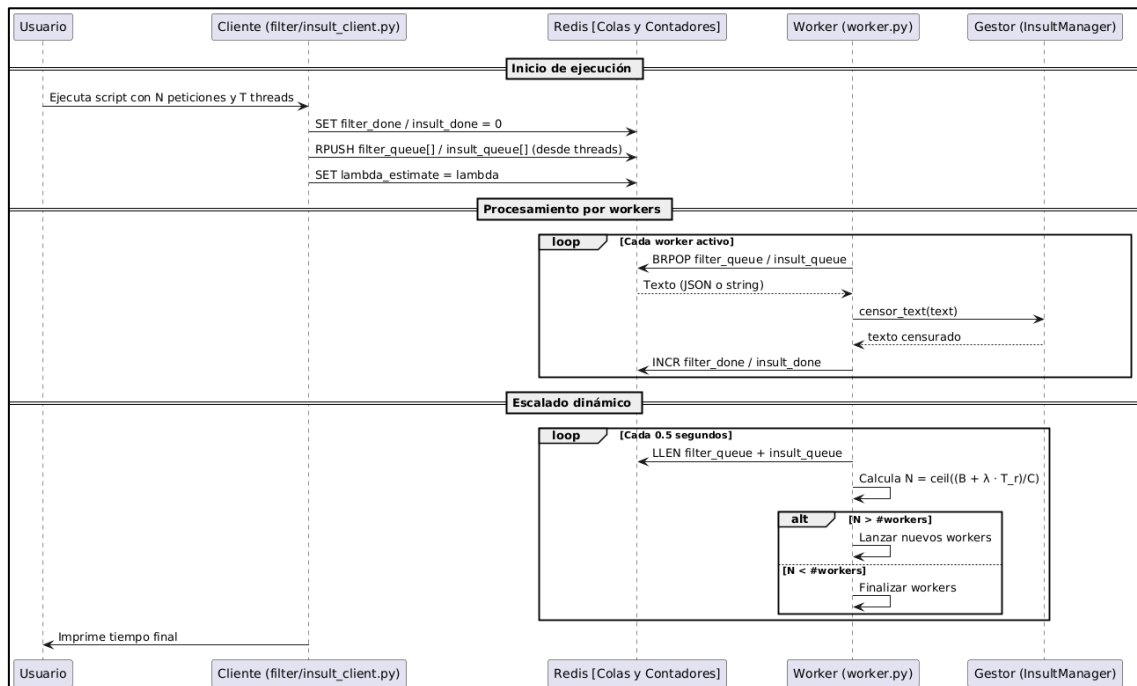 Usuario
Cliente (filter/insult_client.py)
Redis [Colas y Contadores]
Worker (worker.py)
Gestor (InsultManager)
Inicio de ejecución
Ejecuta script con N peticiones y T threads
SET filter_done / insult_done = 0
RPUSH filter_queue[] / insult_queue[] (desde threads)
SET lambda_estimate = lambda
Procesamiento por workers
loop [Cada worker activo]
BRPOP filter_queue / insult_queue
Texto (JSON o string)
censor_text(text)
texto censurado
INCR filter_done / insult_done
Escalado dinámico
loop [Cada 0.5 segundos]
LLEN filter_queue + insult_queue
Calcula N = ceil((B + λ · T_r)/C)
alt [N > #workers]
Lanzar nuevos workers
[N < #workers]
Finalizar workers
Imprime tiempo final
Usuario
Cliente (filter/insult_client.py)
Redis [Colas y Contadores]
Worker (worker.py)
Gestor (InsultManager)